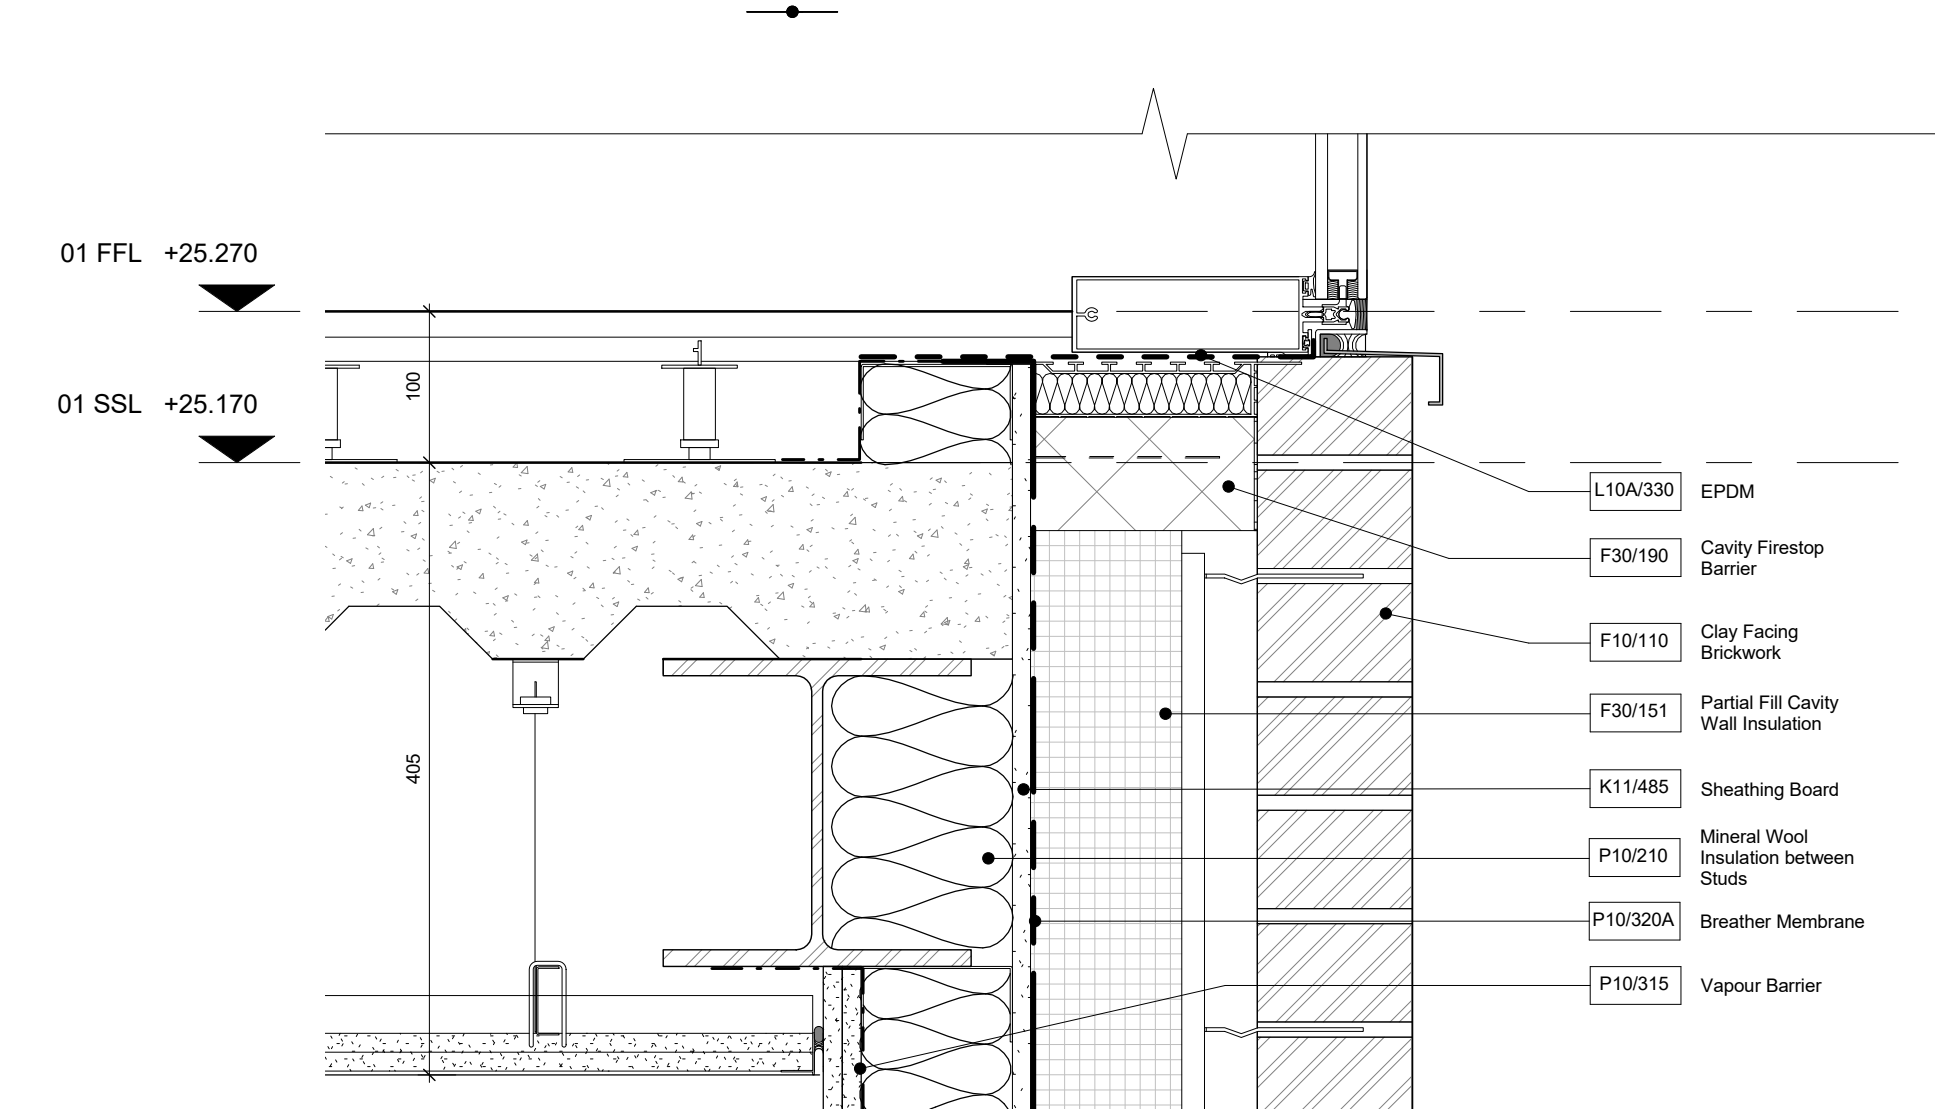 01 FFL +25.270
100
01 SSL +25.170
L10A/330 EPDM
F30/190 Cavity Firestop
Barrier
F10/110 Clay Facing
Brickwork
F30/151 Partial Fill Cavity
Wall Insulation
405
K11/485 Sheathing Board
P10/210 Mineral Wool
Insulation between
Studs
P10/320A Breather Membrane
P10/315 Vapour Barrier